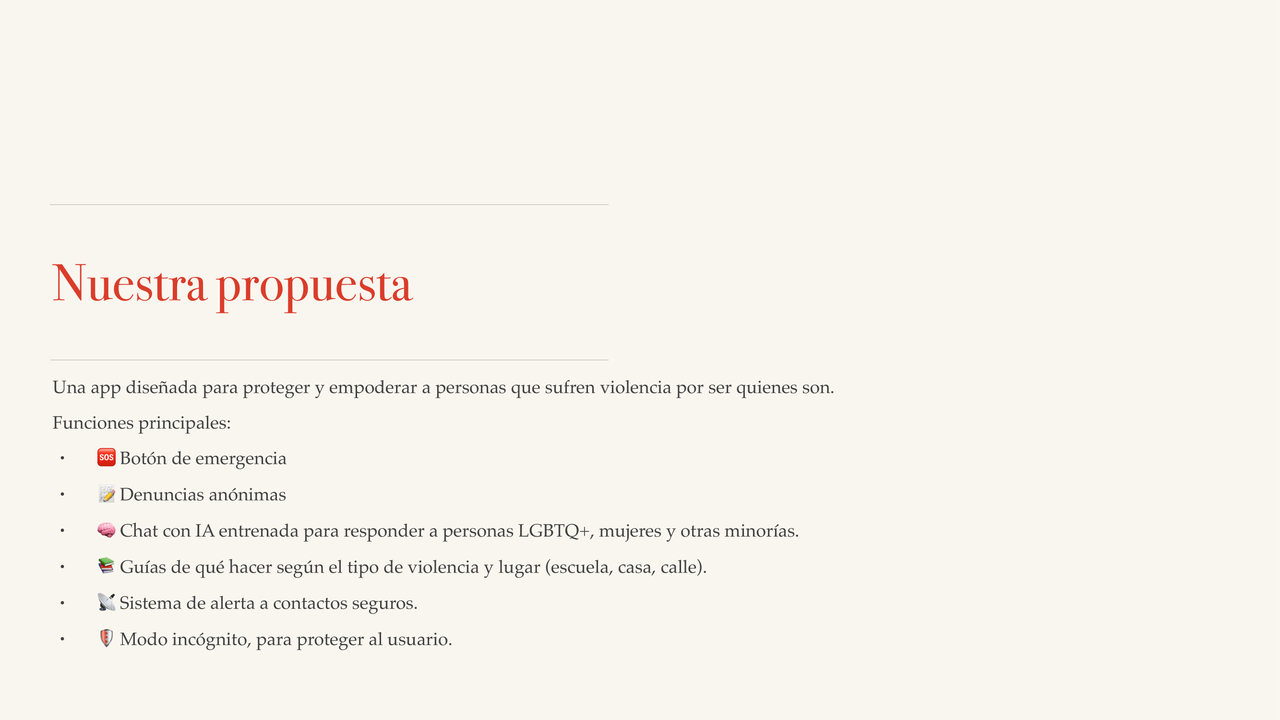 Nuestra propuesta
Una app diseñada para proteger y empoderar a personas que sufren violencia por ser quienes son.
Funciones principales:
• 🆘 Botón de emergencia
• 📝 Denuncias anónimas
• 🧠 Chat con IA entrenada para responder a personas LGBTQ+, mujeres y otras minorías.
• 📚 Guías de qué hacer según el tipo de violencia y lugar (escuela, casa, calle).
• 📡 Sistema de alerta a contactos seguros.
• 🛡️ Modo incógnito, para proteger al usuario.